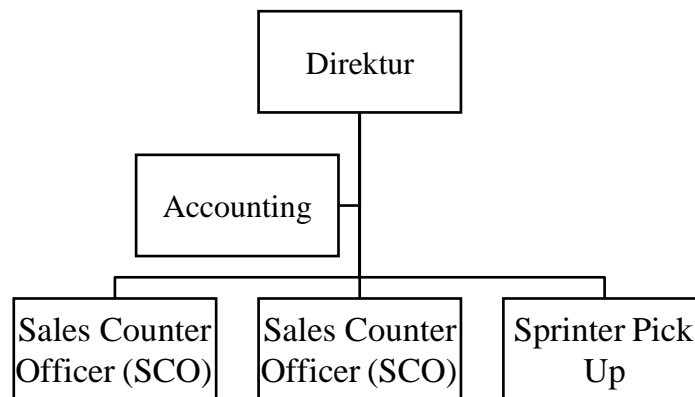 Direktur
Accounting
Sales Counter
Officer (SCO)
Sales Counter
Officer (SCO)
Sprinter Pick
Up